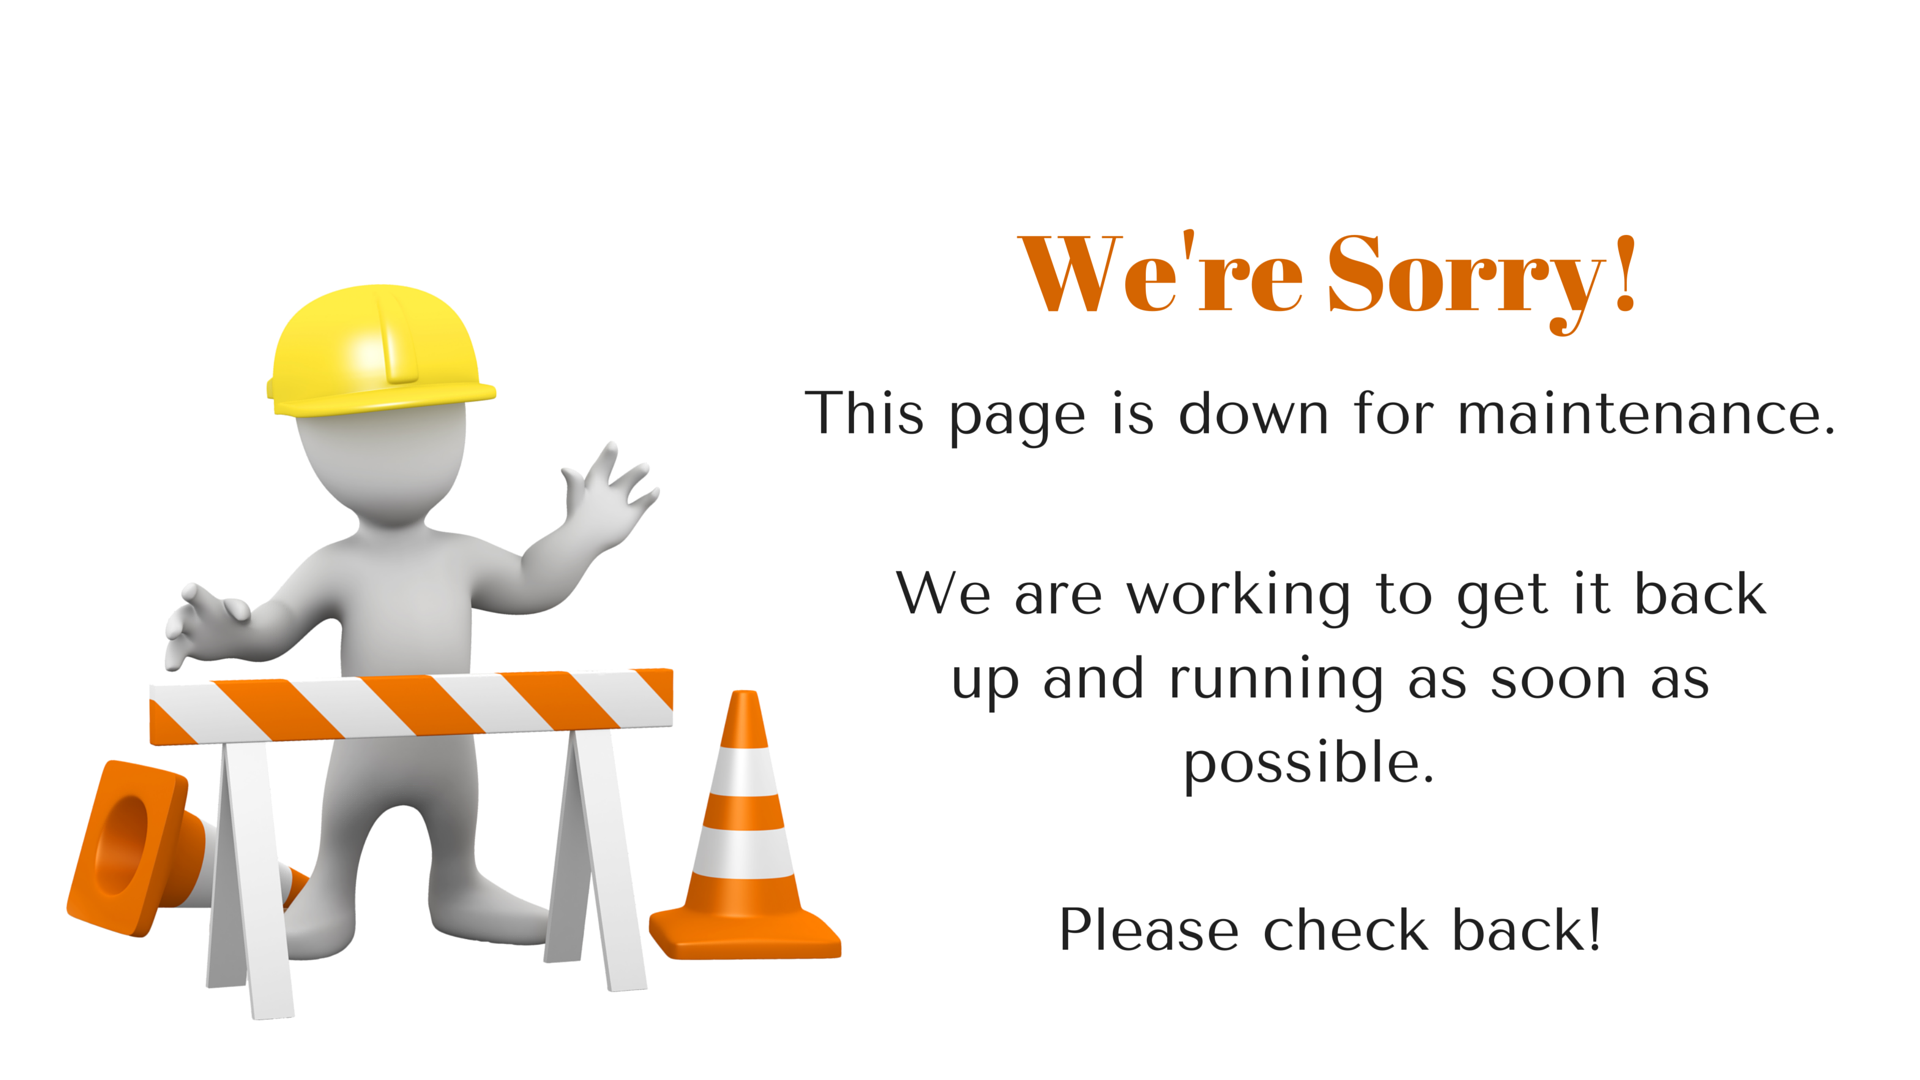 We're Sorry!
This page is down for maintenance.
We are working to get it back
up and running as soon as
possible.
Please check back!